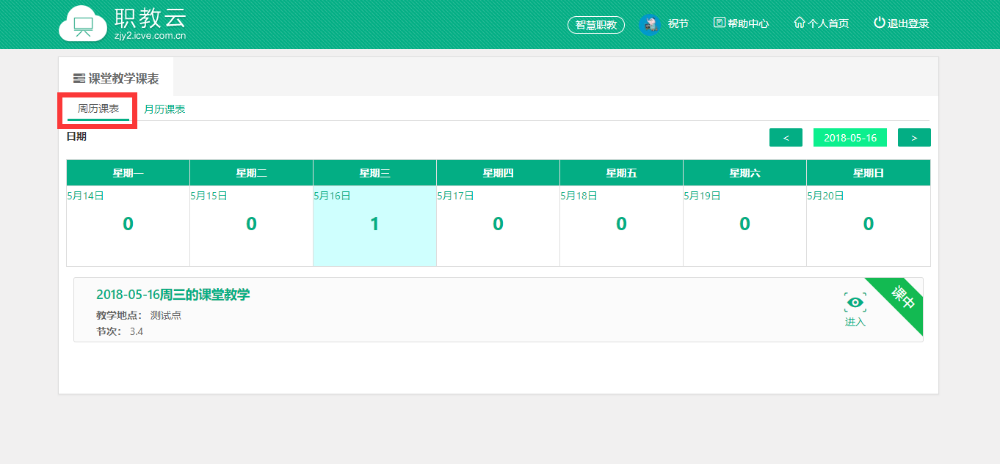 职教云
zjy2.icve.com.cn
智慧职教 祝节 帮助中心 个人首页 退出登录
课堂教学课表
周历课表 月历课表
日期 < 2018-05-16 >
星期一 星期二 星期三 星期四 星期五 星期六 星期日
5月14日 5月15日 5月16日 5月17日 5月18日 5月19日 5月20日
0 0 1 0 0 0 0
2018-05-16周三的课堂教学
课中
教学地点： 测试点
进入
节次： 3.4